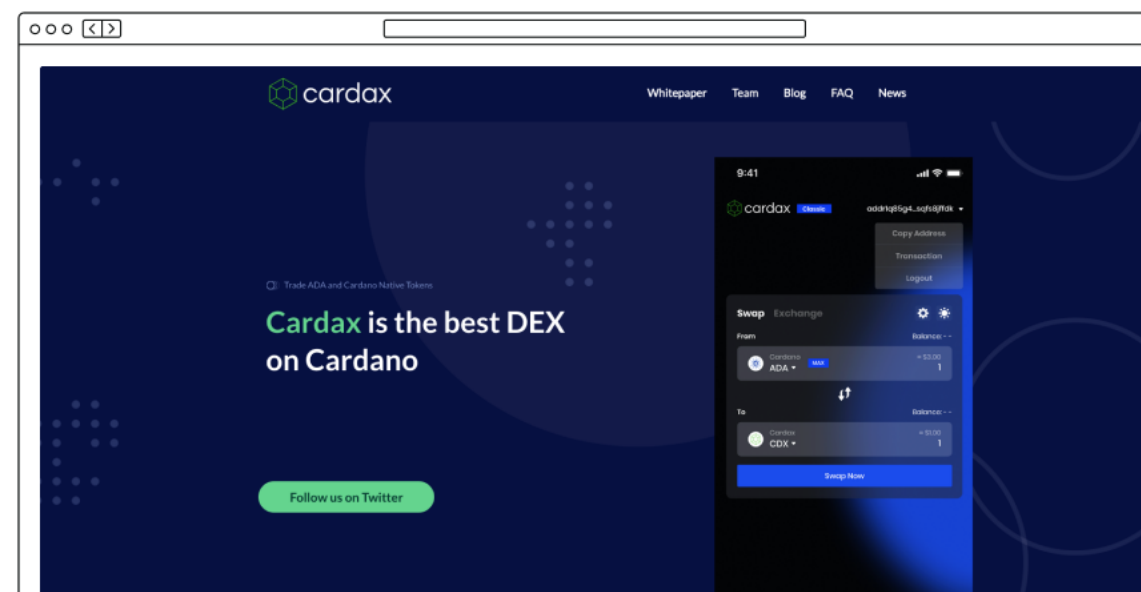 cardax
Whitepaper Team Blog FAQ News
Trade ADA and Cardano Native Tokens
Cardax is the best DEX
on Cardano
Follow us on Twitter
9:41
cardax Classic
Copy Address
Transaction
Logout
Swap Exchange
From Balance: - -
Cardano
ADA MAX
≈ $3.00
1
To Balance: - -
Cardax
CDX
≈ $1.00
1
Swap Now